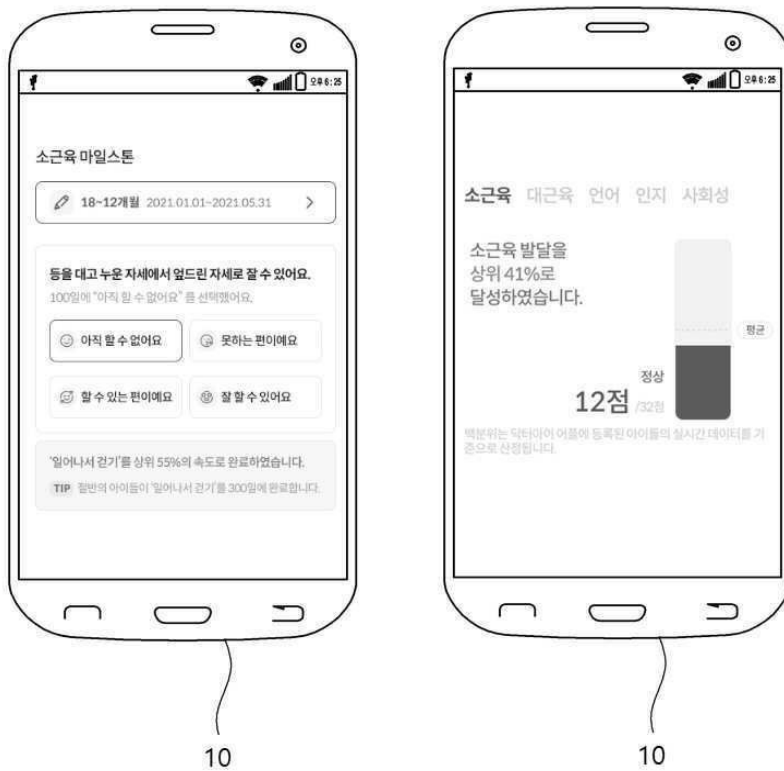 오후 6:25
소근육 마일스톤
18~12개월 2021.01.01~2021.05.31
등을 대고 누운 자세에서 엎드린 자세로 잘 수 있어요.
100일에 "아직 할 수 없어요" 를 선택했어요.
아직 할 수 없어요 못하는 편이예요
할 수 있는 편이예요 잘 할 수 있어요
'일어나서 걷기'를 상위 55%의 속도로 완료하였습니다.
TIP 절반의 아이들이 '일어나서 걷기'를 300일에 완료합니다.
10
오후 6:25
소근육 대근육 언어 인지 사회성
소근육 발달을
상위 41%로
달성하였습니다.
평균
정상
12점 /32점
백분위는 닥터아이 어플에 등록된 아이들의 실시간 데이터를 기
준으로 산정됩니다.
10